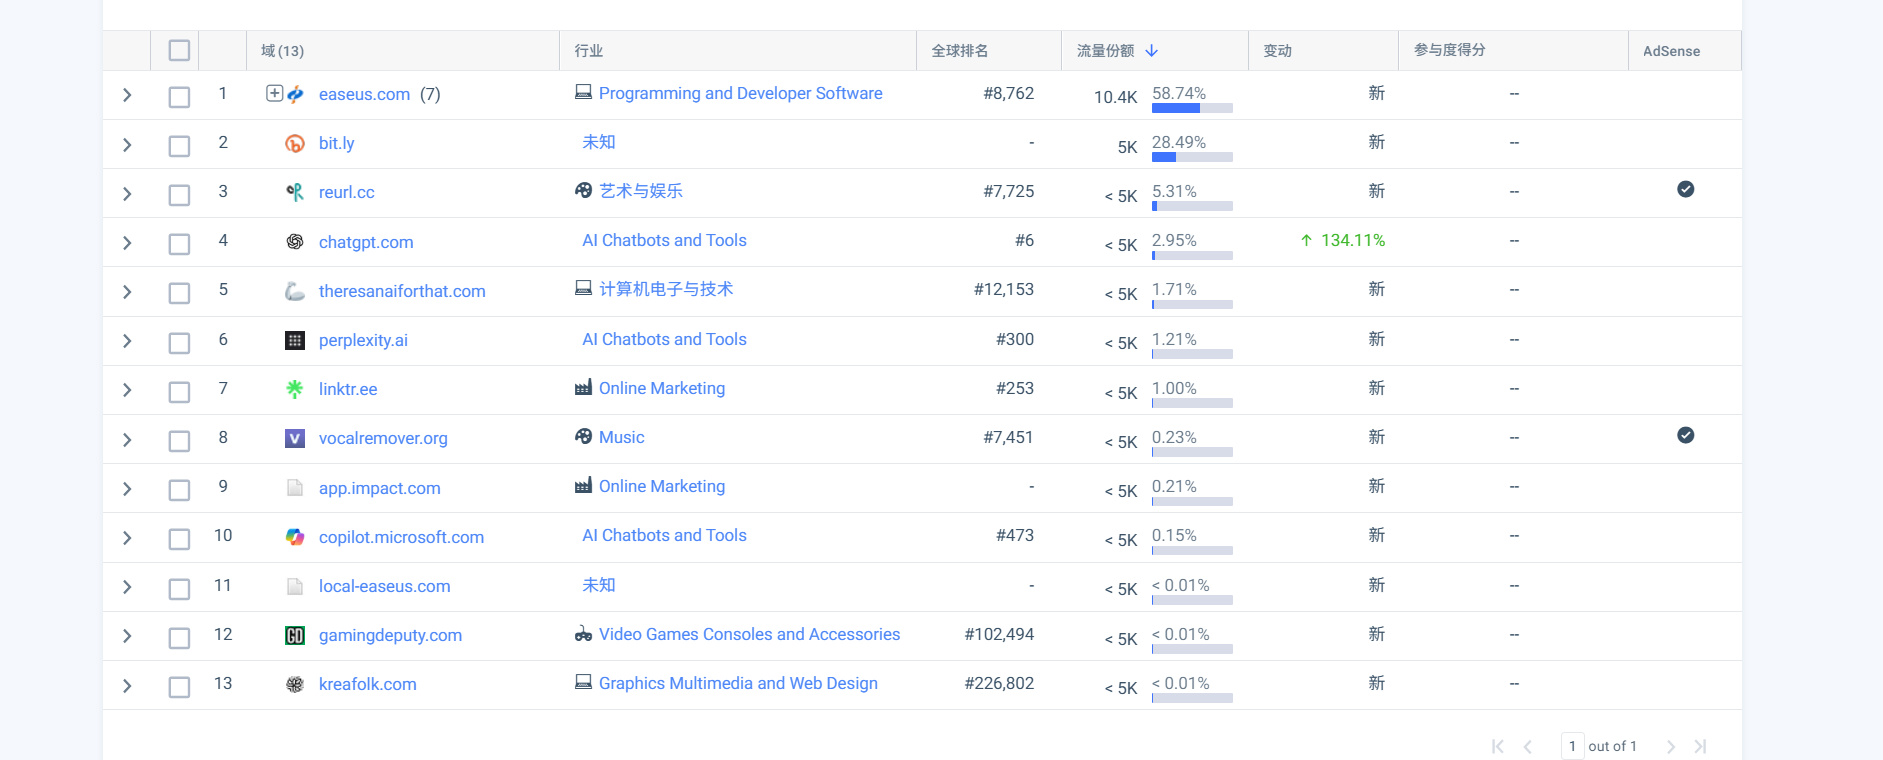 域 (13) 行业 全球排名 流量份额 变动 参与度得分 AdSense
1 easeus.com (7) Programming and Developer Software #8,762 10.4K 58.74% 新 --
2 bit.ly 未知 - 5K 28.49% 新 --
3 reurl.cc 艺术与娱乐 #7,725 < 5K 5.31% 新 --
4 chatgpt.com AI Chatbots and Tools #6 < 5K 2.95% ↑ 134.11% --
5 theresanaiforthat.com 计算机电子与技术 #12,153 < 5K 1.71% 新 --
6 perplexity.ai AI Chatbots and Tools #300 < 5K 1.21% 新 --
7 linktr.ee Online Marketing #253 < 5K 1.00% 新 --
8 vocalremover.org Music #7,451 < 5K 0.23% 新 --
9 app.impact.com Online Marketing - < 5K 0.21% 新 --
10 copilot.microsoft.com AI Chatbots and Tools #473 < 5K 0.15% 新 --
11 local-easeus.com 未知 - < 5K < 0.01% 新 --
12 gamingdeputy.com Video Games Consoles and Accessories #102,494 < 5K < 0.01% 新 --
13 kreafolk.com Graphics Multimedia and Web Design #226,802 < 5K < 0.01% 新 --
1 out of 1